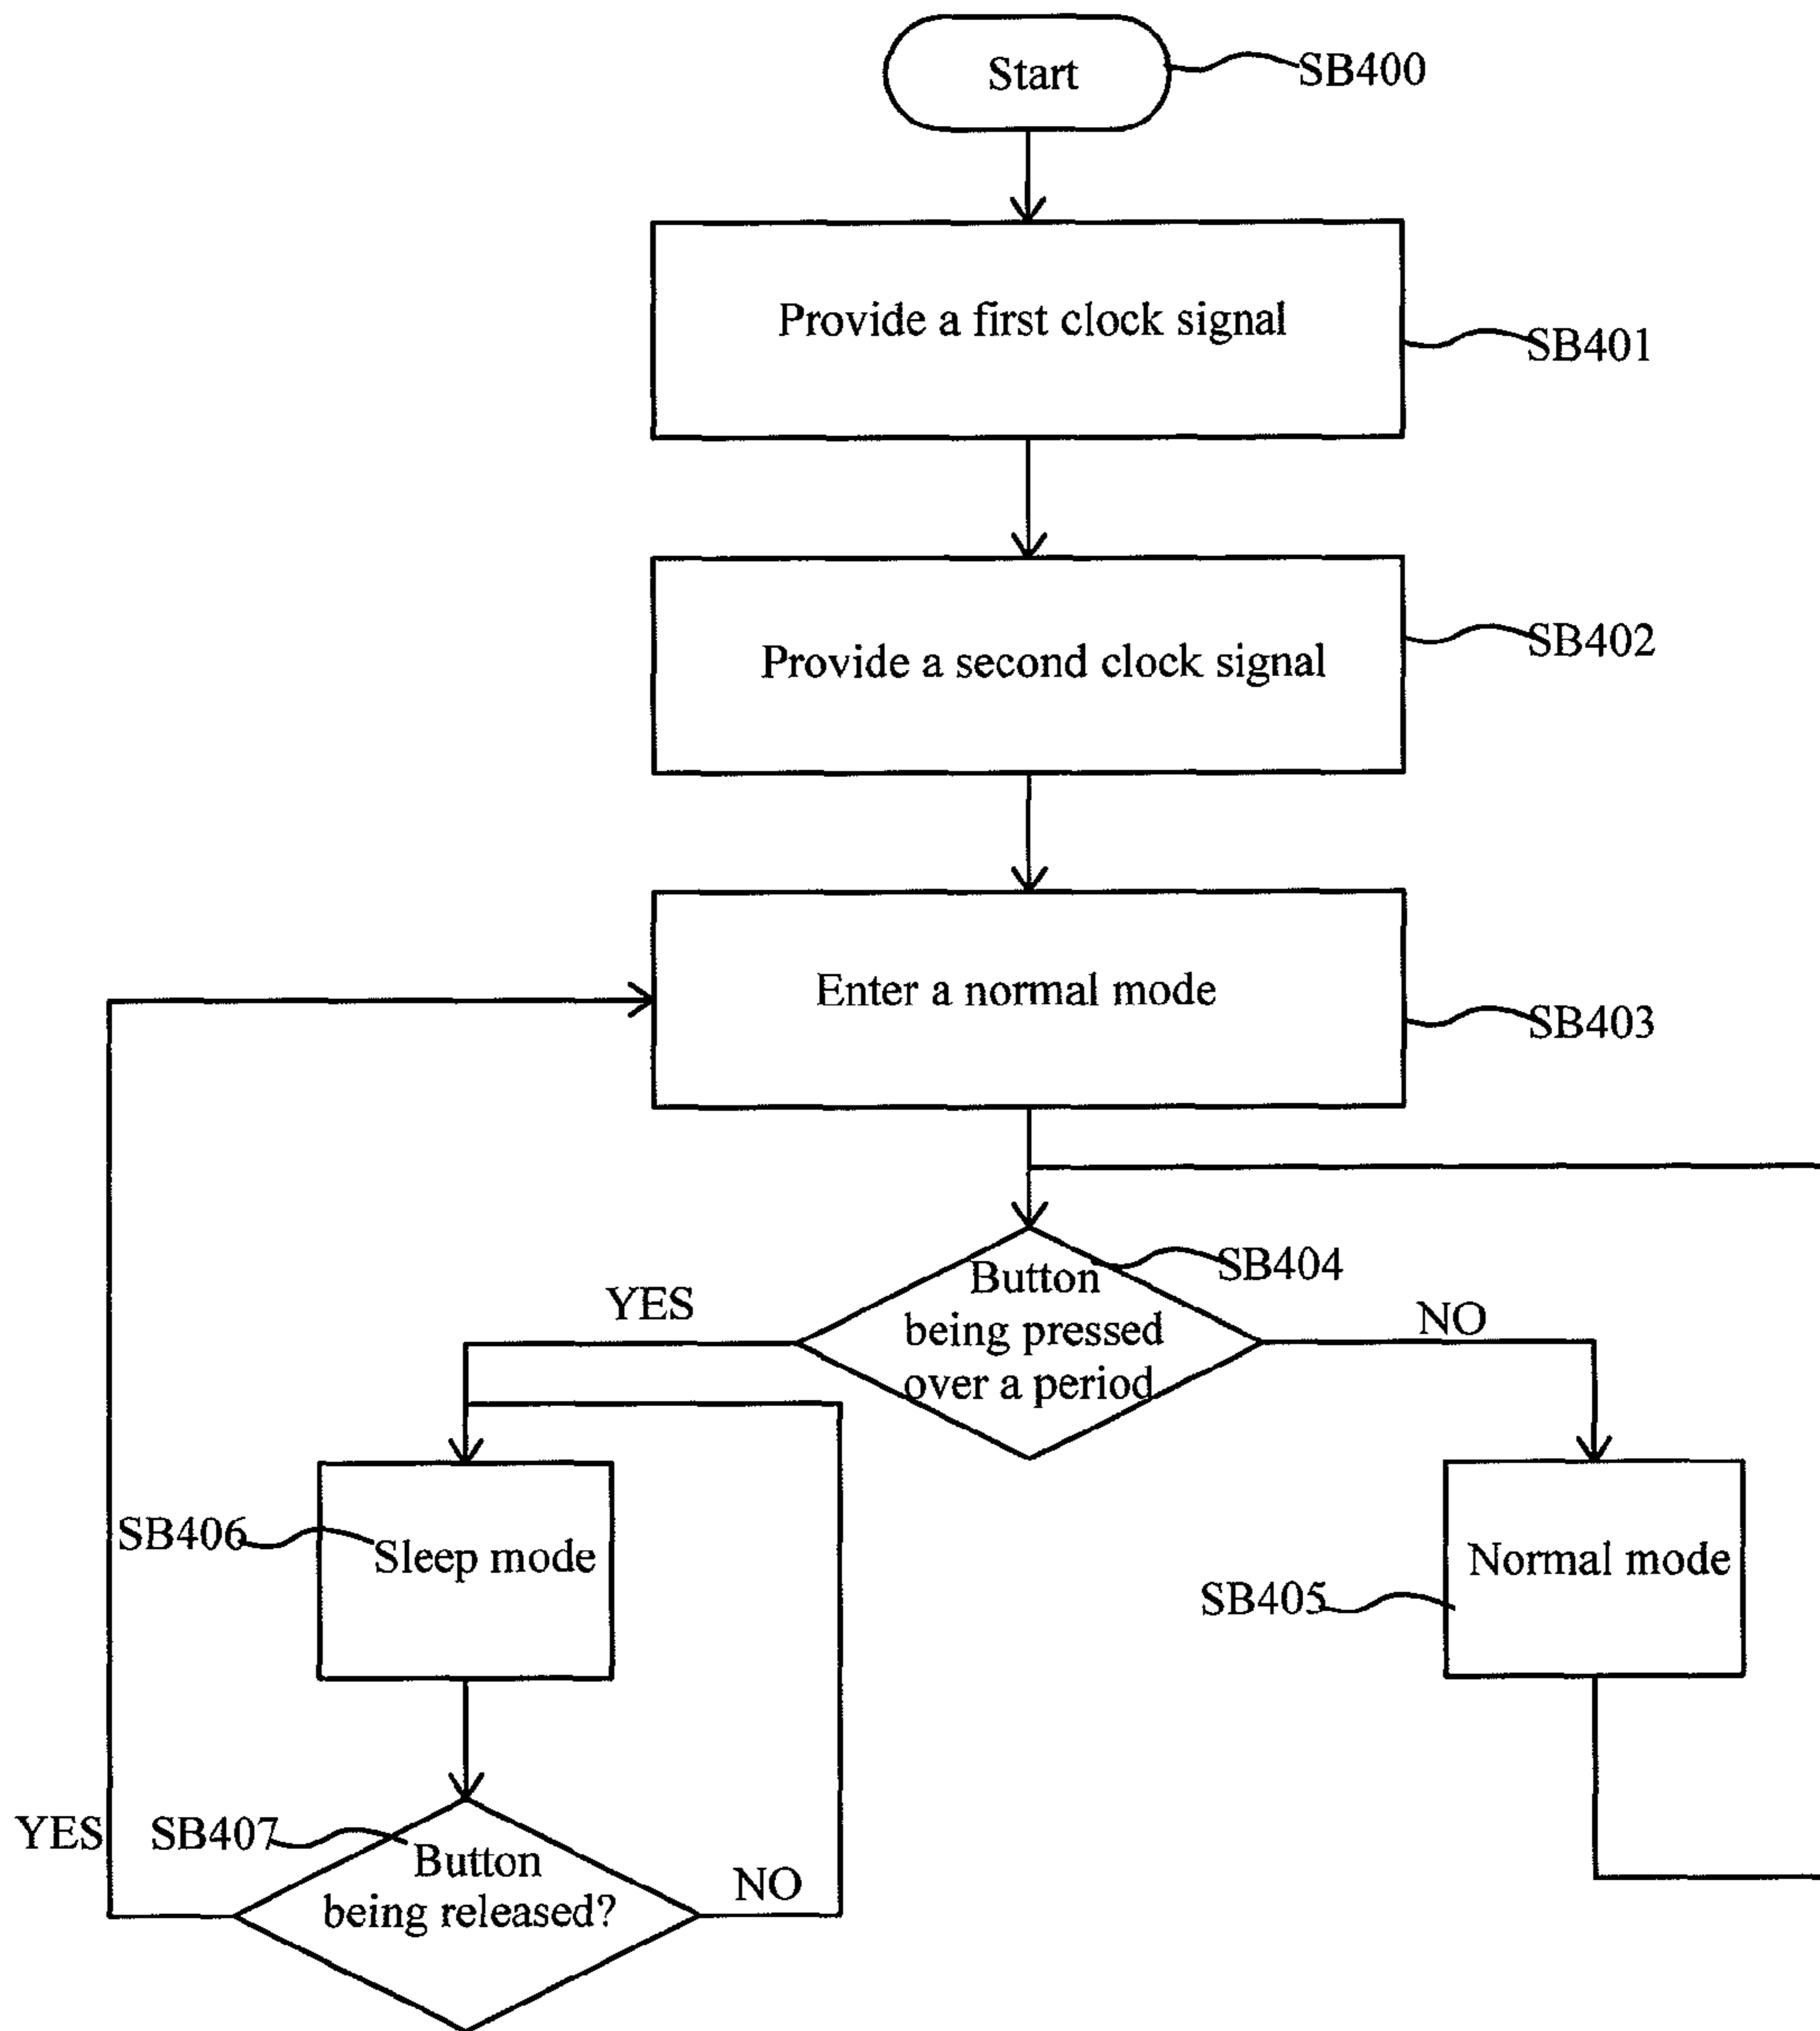 Start
SB400
Provide a first clock signal
SB401
Provide a second clock signal
SB402
Enter a normal mode
SB403
SB404
Button
being pressed
over a period
YES
NO
SB406
Sleep mode
Normal mode
SB405
YES
SB407
Button
being released?
NO